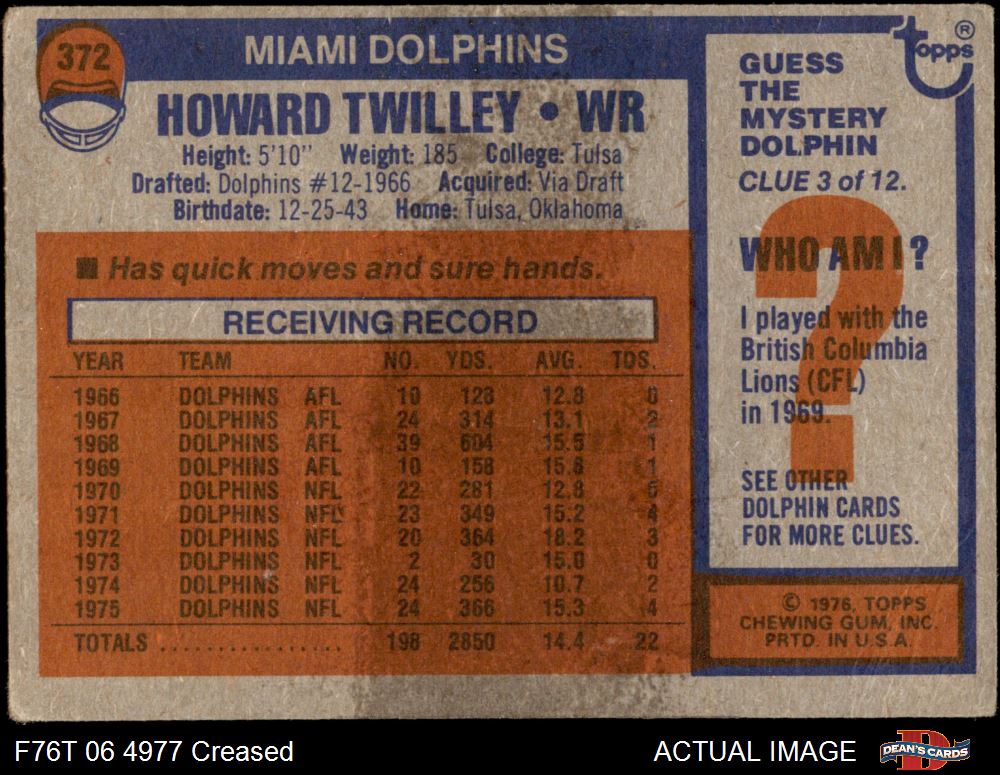 372
MIAMI DOLPHINS
HOWARD TWILLEY • WR
Height: 5'10" Weight: 185 College: Tulsa
Drafted: Dolphins #12-1966 Acquired: Via Draft
Birthdate: 12-25-43 Home: Tulsa, Oklahoma
■ Has quick moves and sure hands.
RECEIVING RECORD
YEAR TEAM NO. YDS. AVG. TDS.
1966 DOLPHINS AFL 10 128 12.8 0
1967 DOLPHINS AFL 24 314 13.1 2
1968 DOLPHINS AFL 39 604 15.5 1
1969 DOLPHINS AFL 10 158 15.8 1
1970 DOLPHINS NFL 22 281 12.8 5
1971 DOLPHINS NFL 23 349 15.2 4
1972 DOLPHINS NFL 20 364 18.2 3
1973 DOLPHINS NFL 2 30 15.0 0
1974 DOLPHINS NFL 24 256 10.7 2
1975 DOLPHINS NFL 24 366 15.3 4
TOTALS ................. 198 2850 14.4 22
topps ®
GUESS
THE
MYSTERY
DOLPHIN
CLUE 3 of 12.
?
WHO AM I?
I played with the
British Columbia
Lions (CFL)
in 1969.
SEE OTHER
DOLPHIN CARDS
FOR MORE CLUES.
© 1976, TOPPS
CHEWING GUM, INC.
PRTD. IN U.S.A.
F76T 06 4977 Creased
ACTUAL IMAGE
D
DEAN'S CARDS